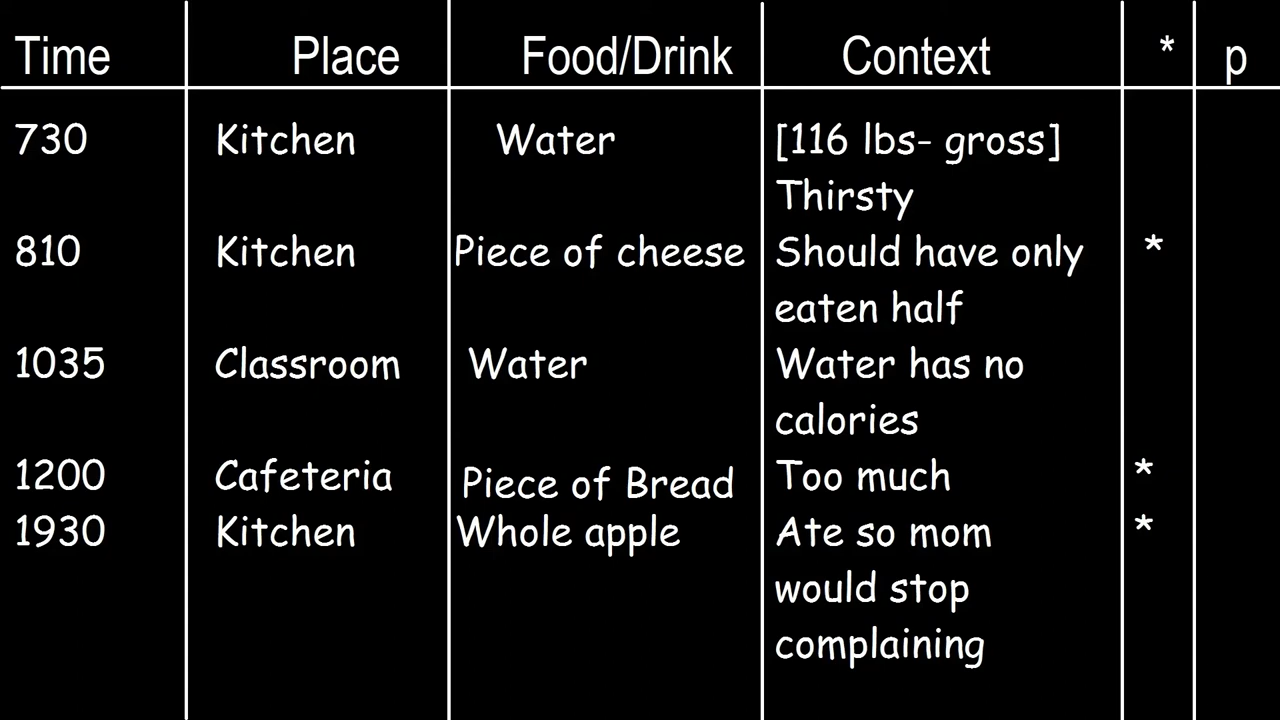 Time Place Food/Drink Context * p
730 Kitchen Water [116 lbs- gross]
Thirsty
810 Kitchen Piece of cheese Should have only *
eaten half
1035 Classroom Water Water has no
calories
1200 Cafeteria Piece of Bread Too much *
1930 Kitchen Whole apple Ate so mom *
would stop
complaining